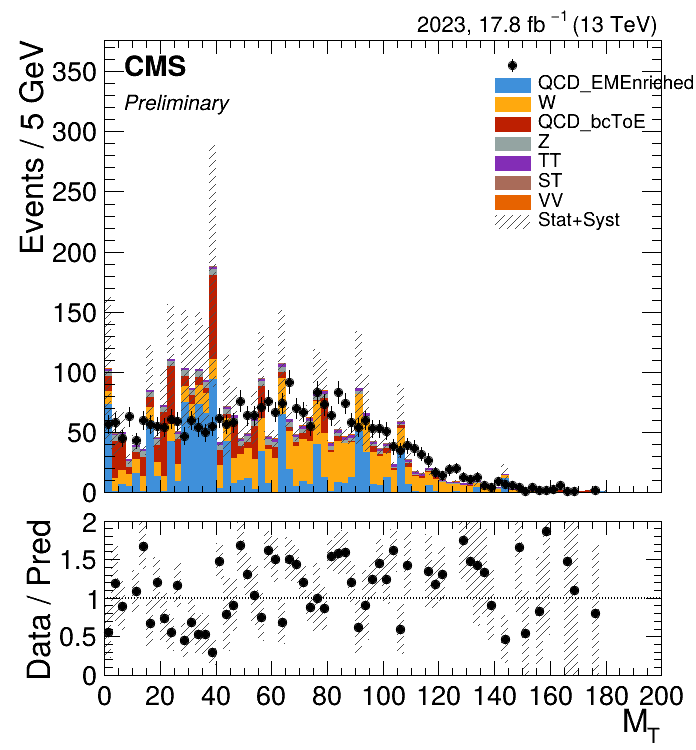 2023, 17.8 fb⁻¹ (13 TeV)
CMS
Preliminary
QCD_EMEnriched
W
QCD_bcToE
Z
TT
ST
VV
Stat+Syst
Events / 5 GeV
350
300
250
200
150
100
50
0
Data / Pred
2
1.5
1
0.5
0
0 20 40 60 80 100 120 140 160 180 200
M_T